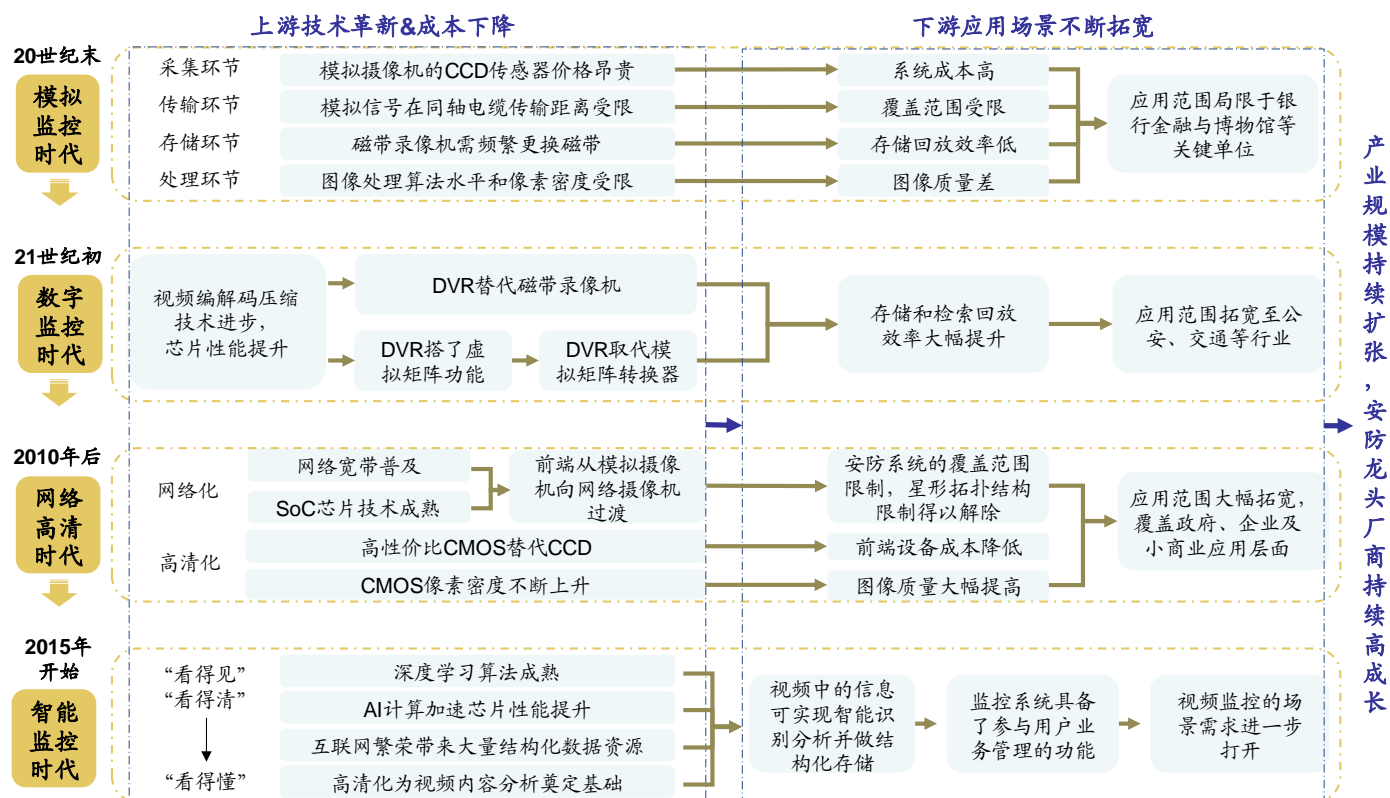 上游技术革新&成本下降
下游应用场景不断拓宽
20世纪末
模拟
监控
时代
采集环节
模拟摄像机的CCD传感器价格昂贵
系统成本高
传输环节
模拟信号在同轴电缆传输距离受限
覆盖范围受限
存储环节
磁带录像机需频繁更换磁带
存储回放效率低
处理环节
图像处理算法水平和像素密度受限
图像质量差
应用范围局限于银
行金融与博物馆等
关键单位
21世纪初
数字
监控
时代
视频编解码压缩
技术进步，
芯片性能提升
DVR替代磁带录像机
DVR搭了虚
拟矩阵功能
DVR取代模
拟矩阵转换器
存储和检索回放
效率大幅提升
应用范围拓宽至公
安、交通等行业
2010年后
网络
高清
时代
网络化
网络宽带普及
SoC芯片技术成熟
前端从模拟摄像
机向网络摄像机
过渡
安防系统的覆盖范围
限制，星形拓扑结构
限制得以解除
高清化
高性价比CMOS替代CCD
前端设备成本降低
CMOS像素密度不断上升
图像质量大幅提高
应用范围大幅拓宽，
覆盖政府、企业及
小商业应用层面
2015年
开始
智能
监控
时代
“看得见”
“看得清”
“看得懂”
深度学习算法成熟
AI计算加速芯片性能提升
互联网繁荣带来大量结构化数据资源
高清化为视频内容分析奠定基础
视频中的信息
可实现智能识
别分析并做结
构化存储
监控系统具备
了参与用户业
务管理的功能
视频监控的场
景需求进一步
打开
产业规模持续扩张，安防龙头厂商持续高成长